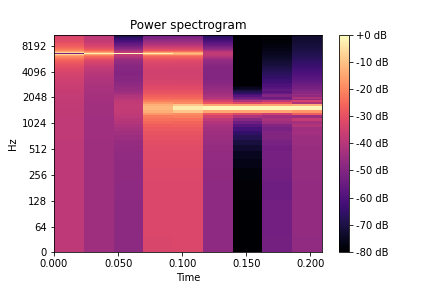 Power spectrogram
Hz
8192
4096
2048
1024
512
256
128
64
0
0.000 0.050 0.100 0.150 0.200
Time
+0 dB
-10 dB
-20 dB
-30 dB
-40 dB
-50 dB
-60 dB
-70 dB
-80 dB